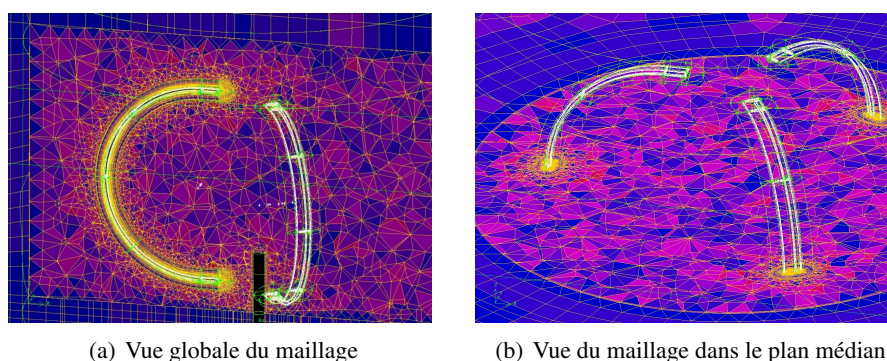 (a) Vue globale du maillage
(b) Vue du maillage dans le plan médian